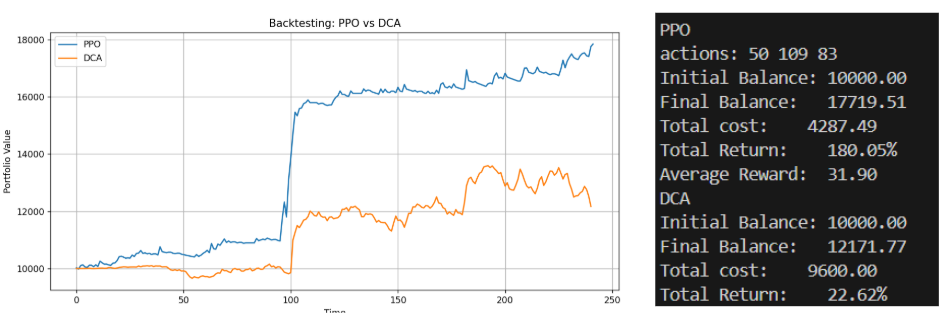 Backtesting: PPO vs DCA
PPO
DCA
Portfolio Value
18000
16000
14000
12000
10000
0 50 100 150 200 250
Time
PPO
actions: 50 109 83
Initial Balance: 10000.00
Final Balance: 17719.51
Total cost: 4287.49
Total Return: 180.05%
Average Reward: 31.90
DCA
Initial Balance: 10000.00
Final Balance: 12171.77
Total cost: 9600.00
Total Return: 22.62%